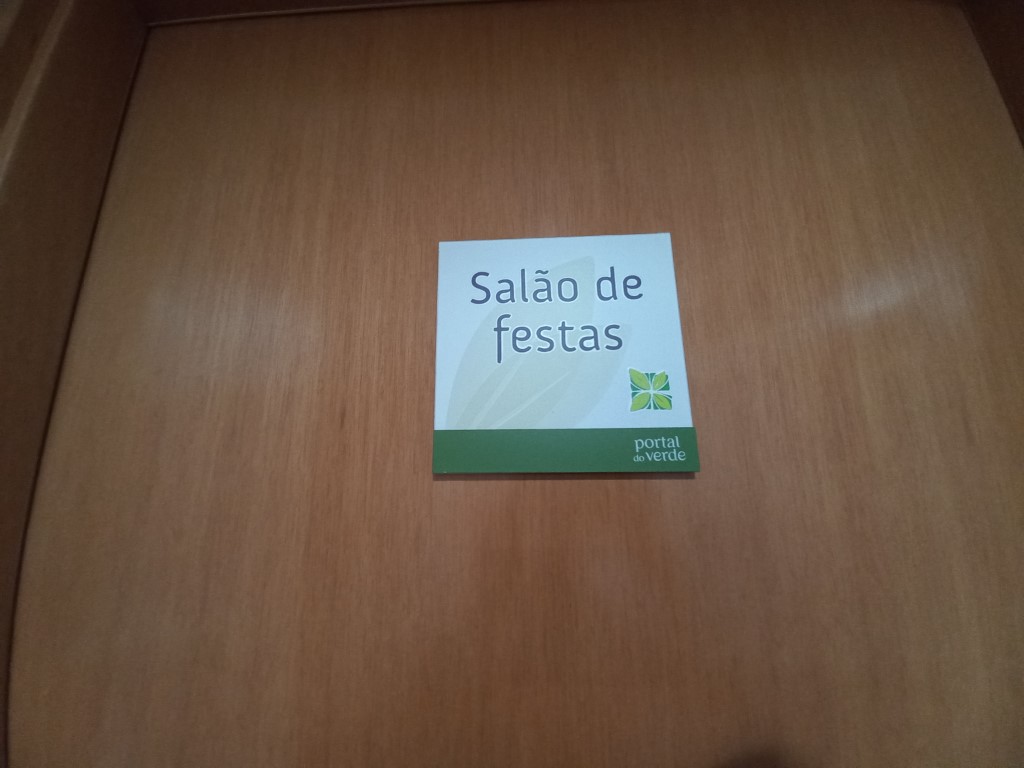 Salão de
festas
portal
do verde